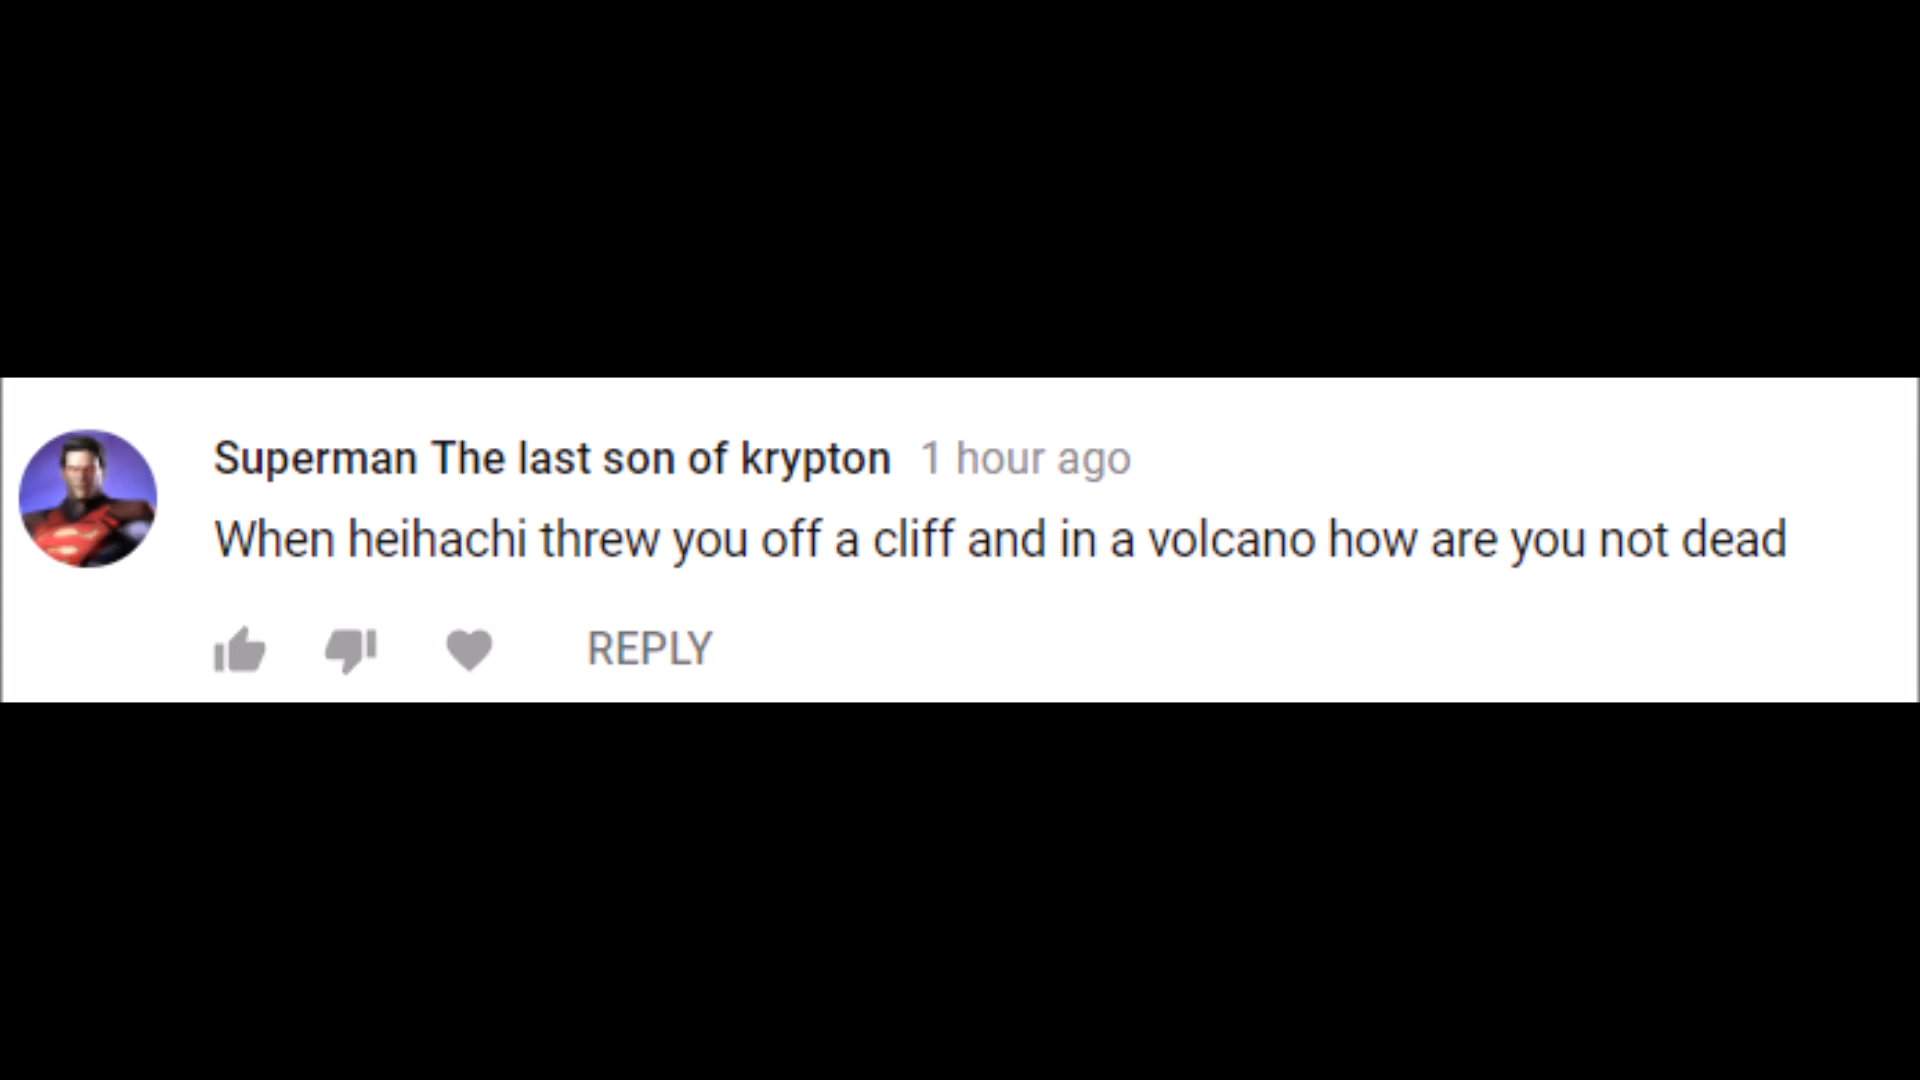 Superman The last son of krypton 1 hour ago
When heihachi threw you off a cliff and in a volcano how are you not dead
REPLY